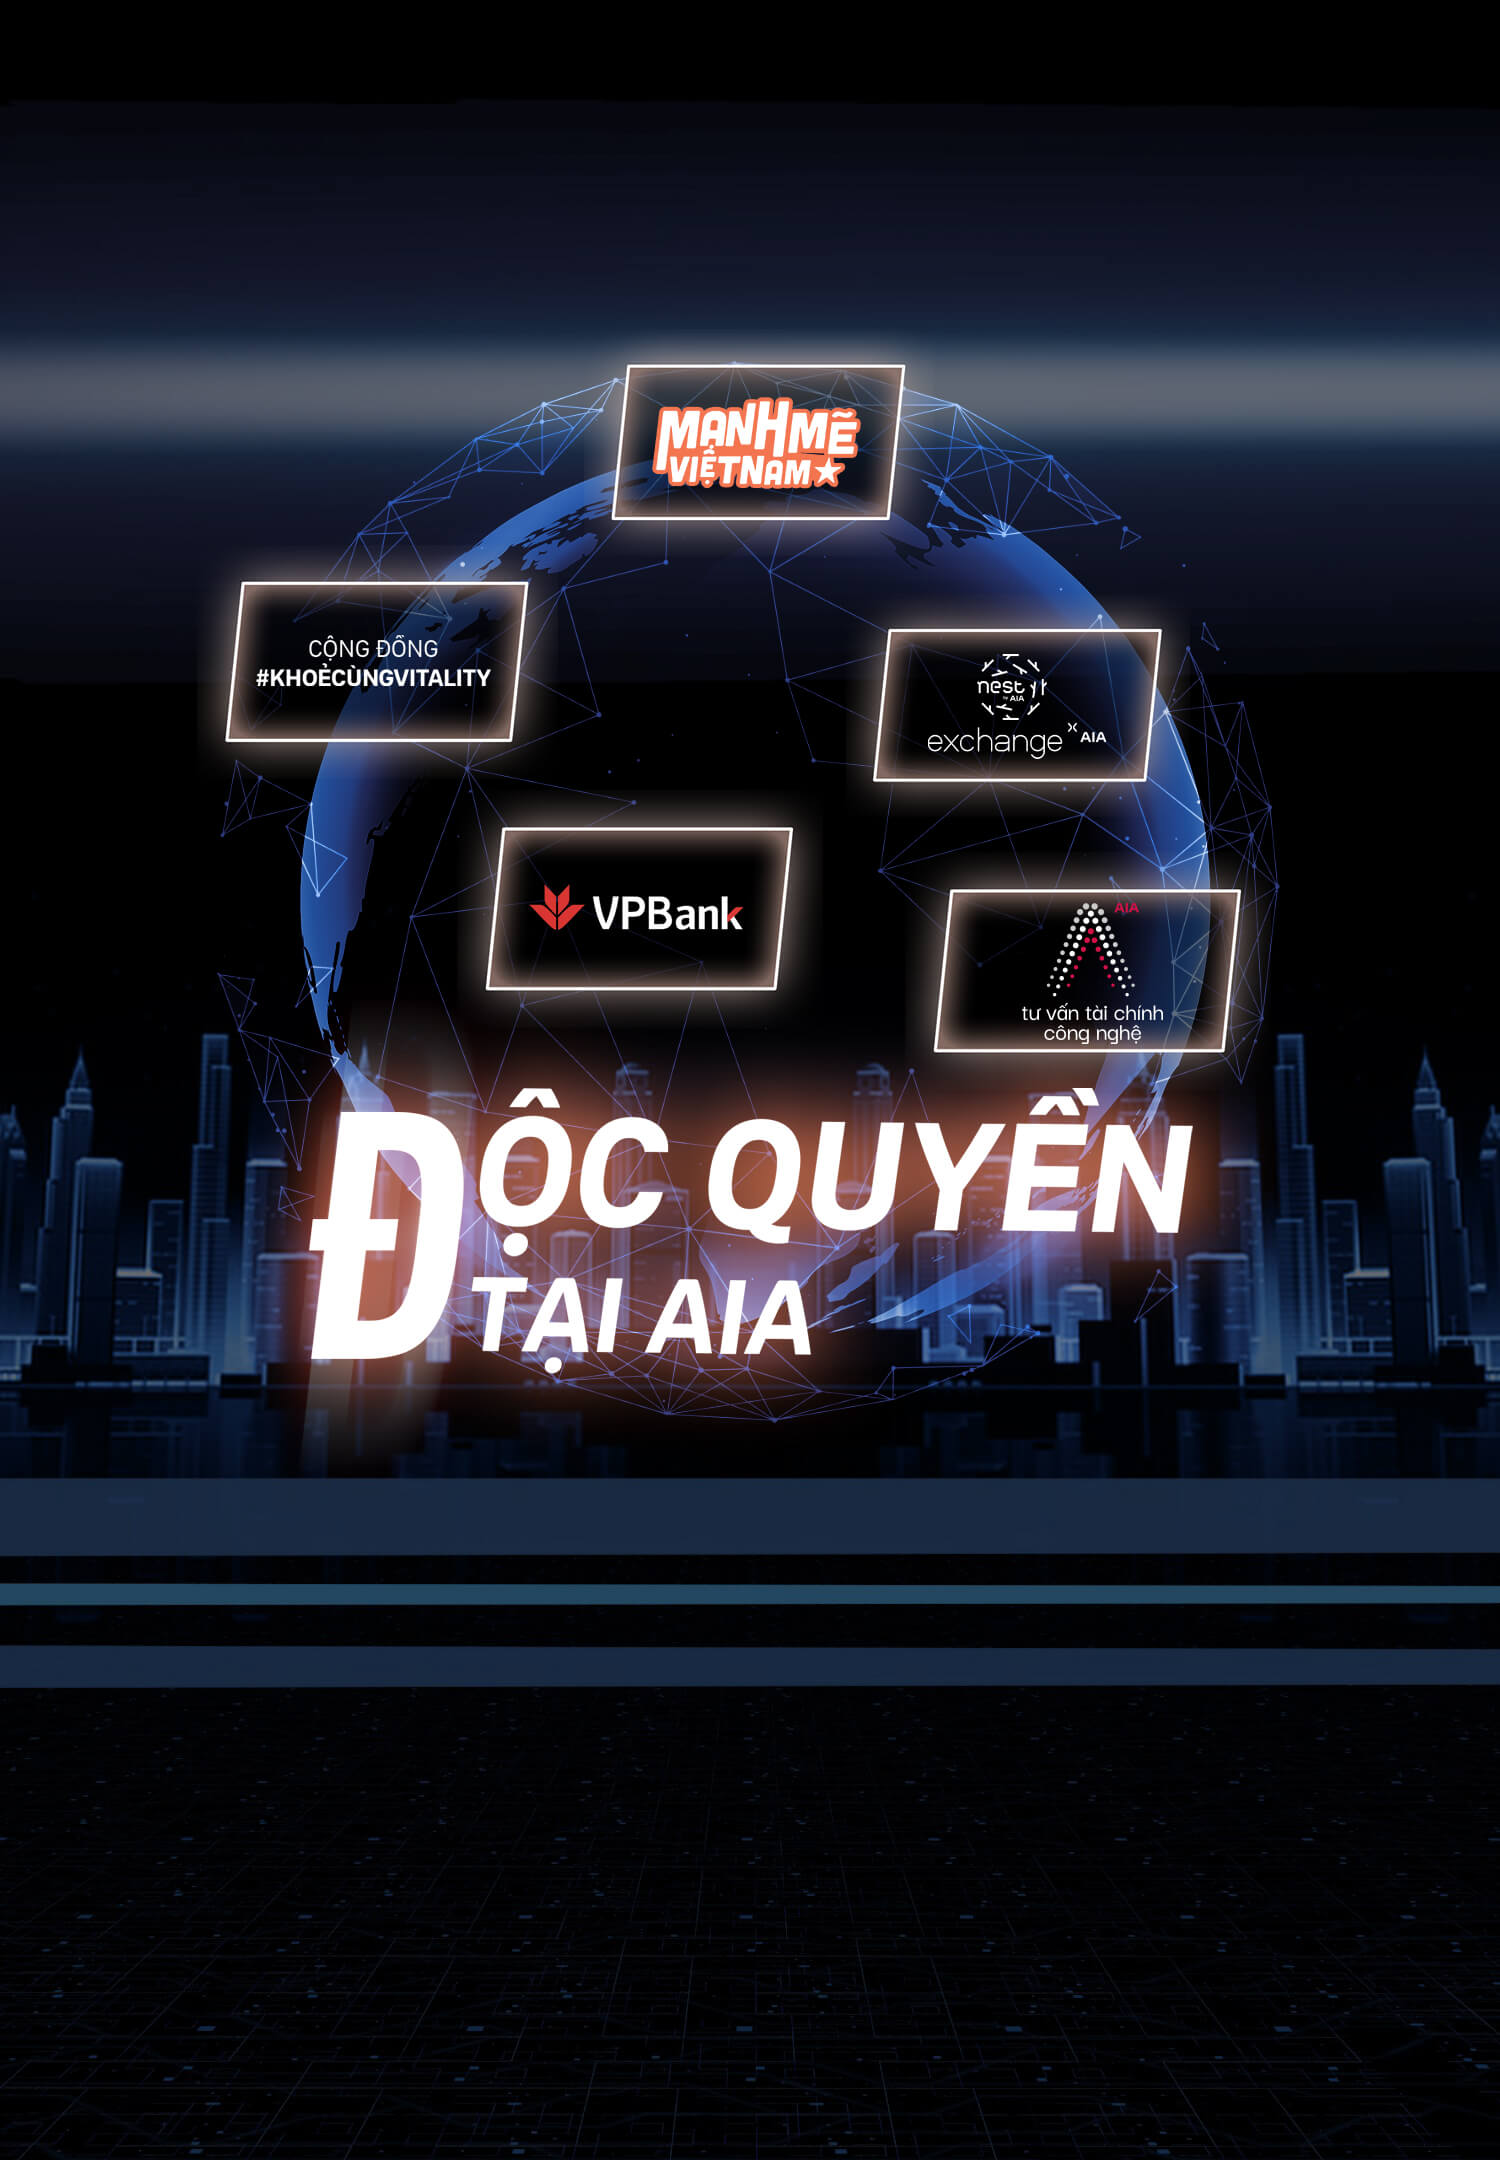 MẠNH MẼ
VIỆT NAM
CỘNG ĐỒNG
#KHOẺCÙNGVITALITY
nest
by AIA
exchange x AIA
VPBank
AIA
tư vấn tài chính
công nghệ
ĐỘC QUYỀN
TẠI AIA